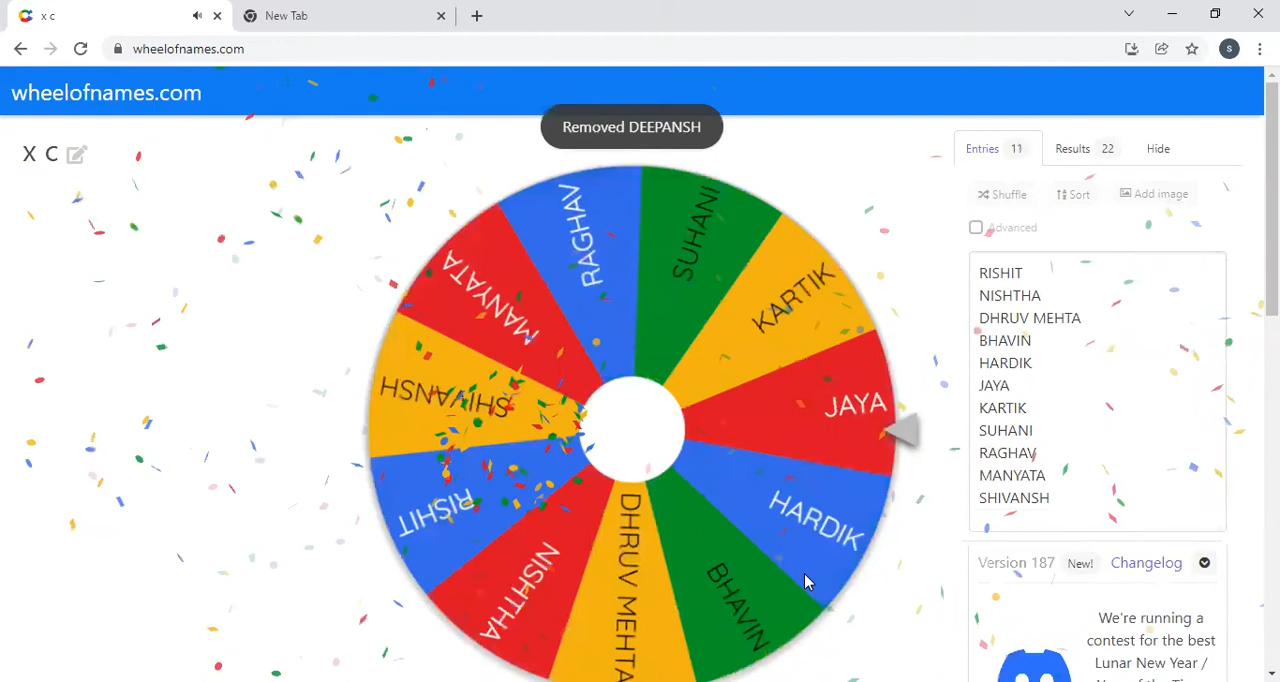 x c
New Tab
wheelofnames.com
S
wheelofnames.com
Removed DEEPANSH
X C
Entries 11 Results 22 Hide
Shuffle Sort Add image
Advanced
RISHIT
NISHTHA
DHRUV MEHTA
BHAVIN
HARDIK
JAYA
KARTIK
SUHANI
RAGHAV
MANYATA
SHIVANSH
RAGHAV
SUHANI
KARTIK
JAYA
HARDIK
BHAVIN
DHRUV MEHTA
NISHTHA
RISHIT
SHIVANSH
MANYATA
Version 187 New! Changelog
We're running a
contest for the best
Lunar New Year /